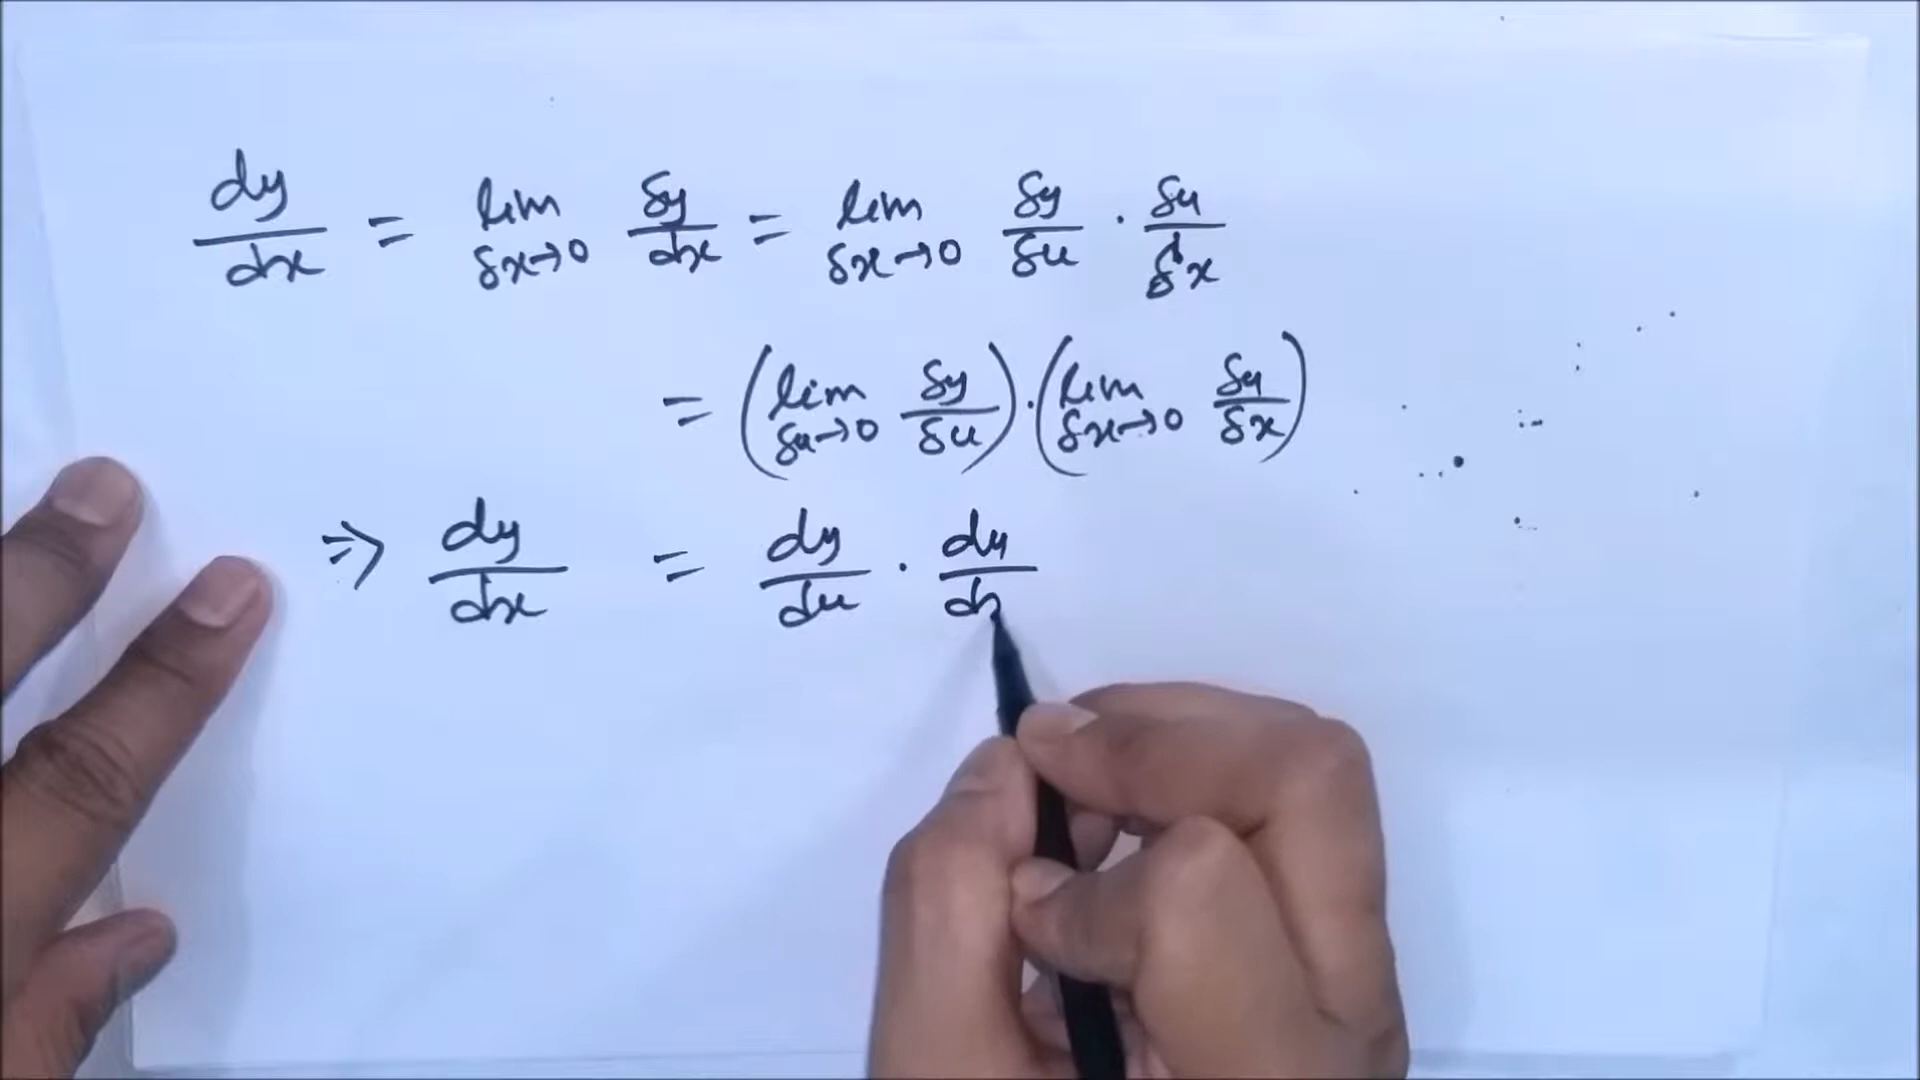 dy/dx = lim δx→0 δy/dx = lim δx→0 δy/δu · δu/δx
= (lim δu→0 δy/δu) · (lim δx→0 δu/δx)
⇒ dy/dx = dy/du · du/dx